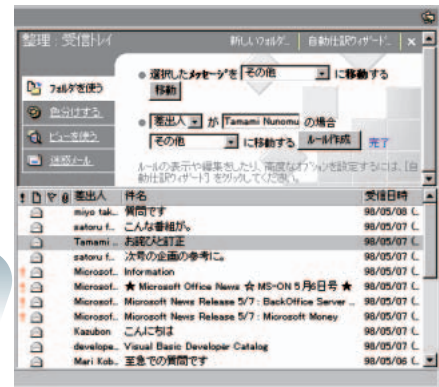 整理 : 受信トレイ
新しいフォルダ... 自動仕訳ウィザード... ×
フォルダを使う
色分けする
ビューを使う
迷惑メール
選択したメッセージを その他 に移動する
移動
差出人 が Tamami Nunomu の場合
その他 に移動する ルール作成 完了
ルールの表示や編集をしたり、高度なオプションを設定するには、[自
動仕訳ウィザード] をクリックしてください。
差出人 件名 受信日時
miyo tak... 質問です 98/05/08 (...
satoru f... こんな番組が。 98/05/07 (...
Tamami ... お詫びと訂正 98/05/07 (...
satoru f... 次号の企画の参考に。 98/05/07 (...
Microsof... Information 98/05/07 (...
Microsof... ★ Microsoft Office News ☆ MS-ON 5月6日号 ★ 98/05/07 (...
Microsof... Microsoft News Release 5/7 : BackOffice Server ... 98/05/07 (...
Microsof... Microsoft News Release 5/7 : Microsoft Money 98/05/07 (...
Kazubon こんにちは 98/05/07 (...
develope... Visual Basic Developer Catalog 98/05/07 (...
Mari Kob... 至急での質問です 98/05/06 (...